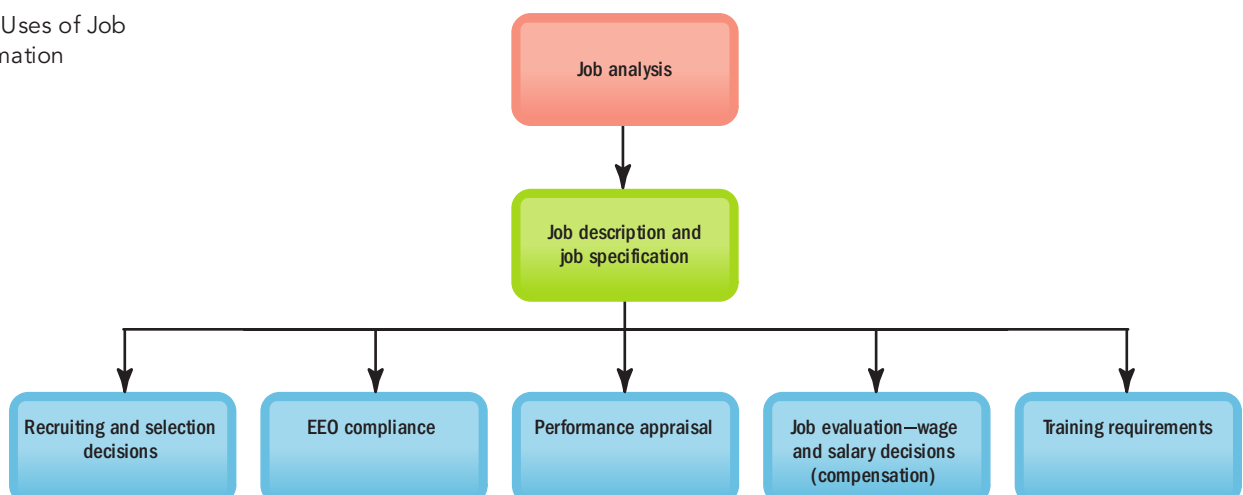 Uses of Job
mation
Job analysis
Job description and
job specification
Recruiting and selection
decisions
EEO compliance
Performance appraisal
Job evaluation—wage
and salary decisions
(compensation)
Training requirements